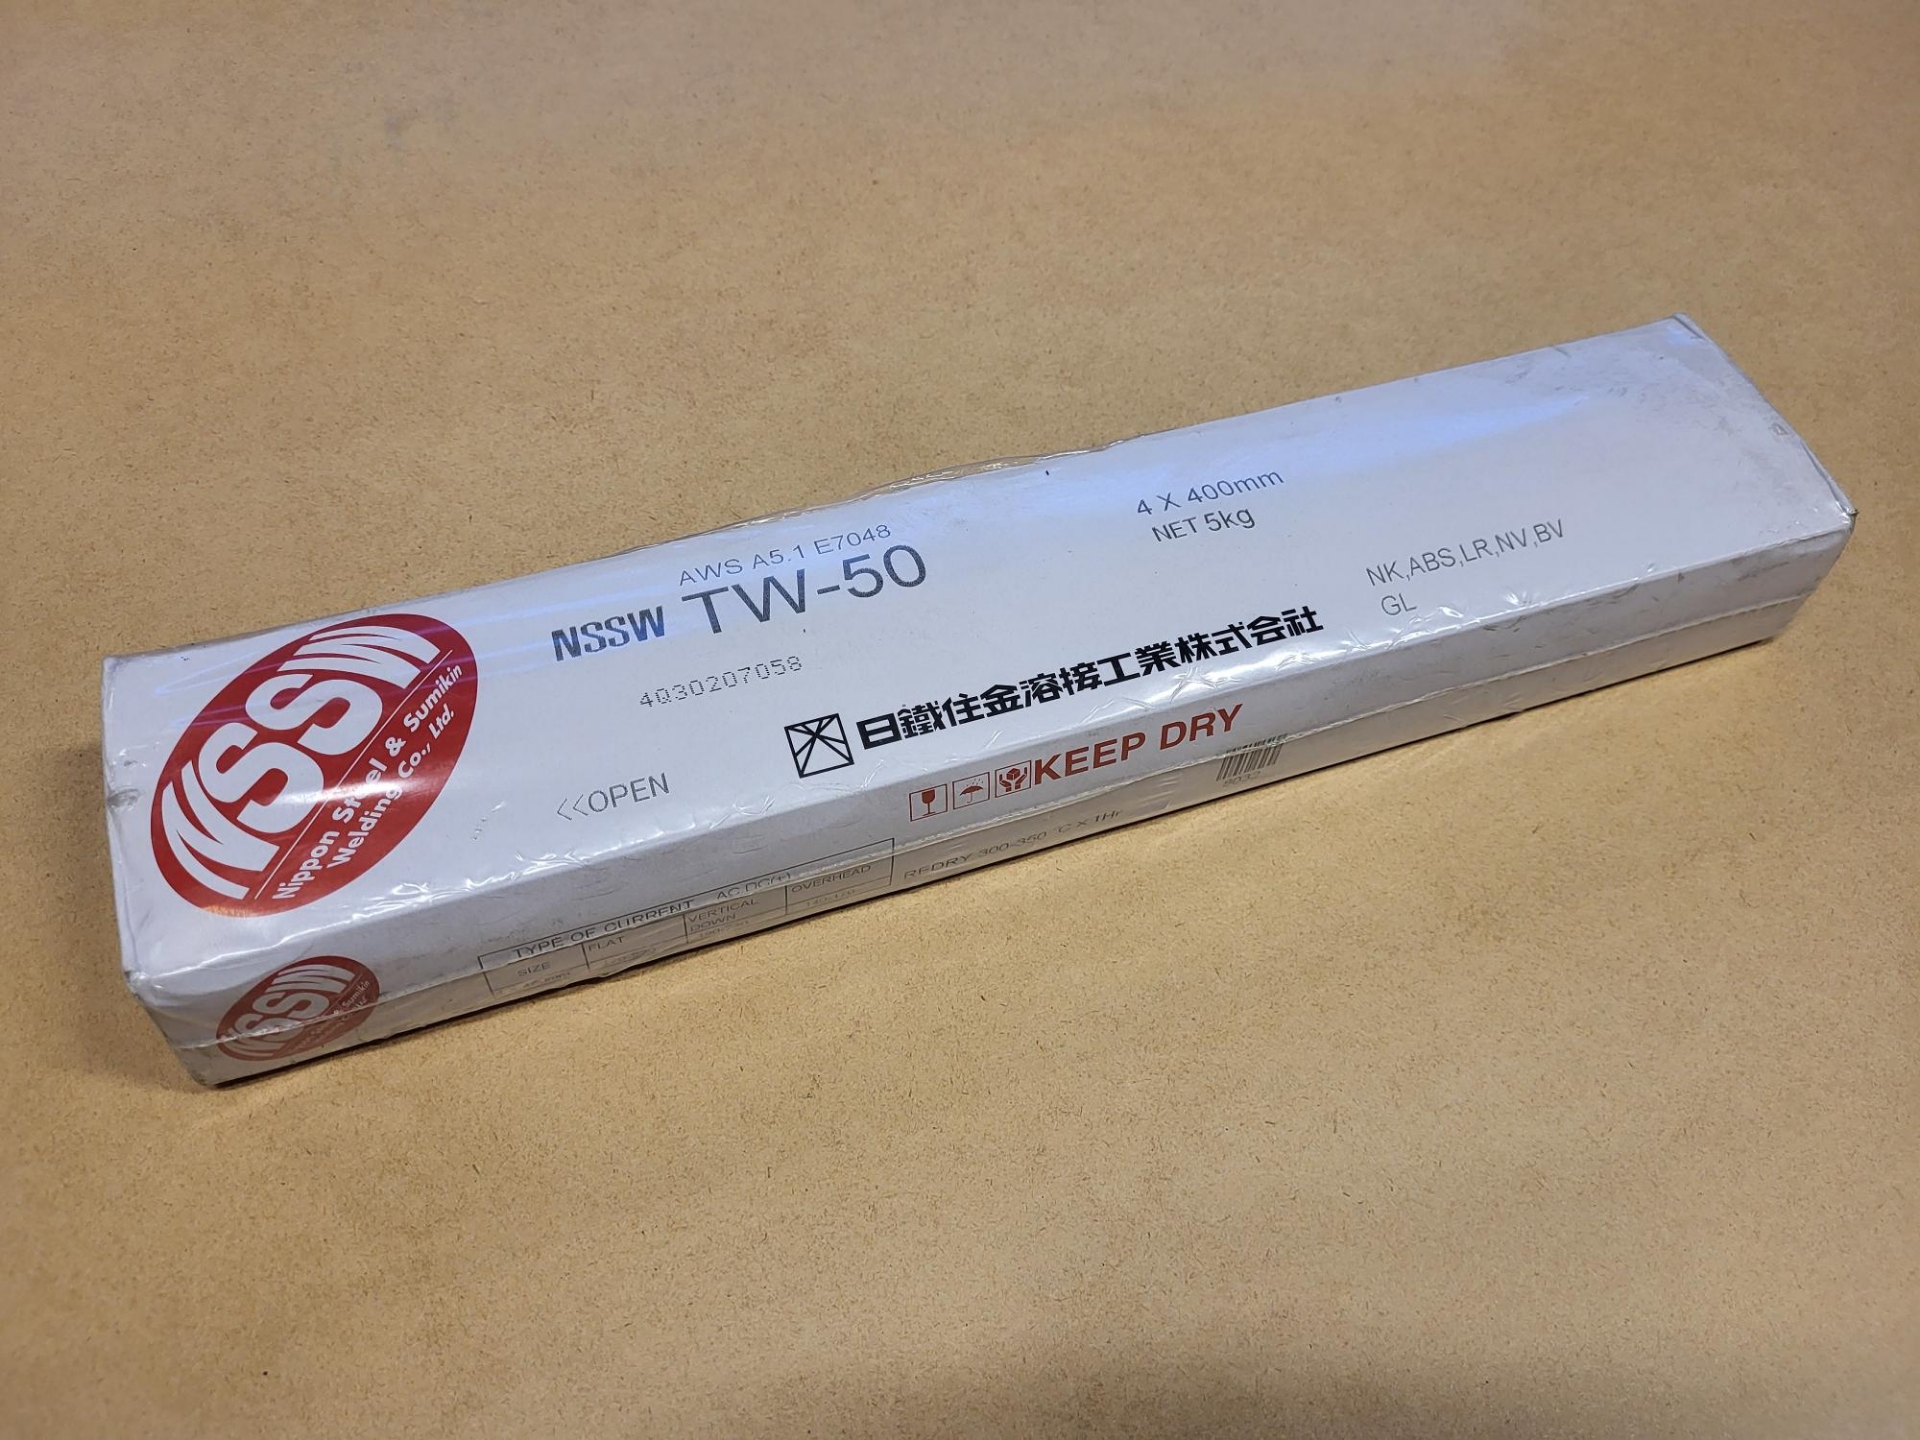 NSSW
Nippon Steel & Sumikin
Welding Co., Ltd.
AWS A5.1 E7048
NSSW TW-50
4Q30207058
<<OPEN
4 X 400mm
NET 5kg
NK,ABS,LR,NV,BV
GL
日鐵住金溶接工業株式会社
KEEP DRY
NSSW
TYPE OF CURRENT AC.DC(+)
SIZE FLAT VERTICAL DOWN OVERHEAD
REDRY 300-350 °C X 1Hr